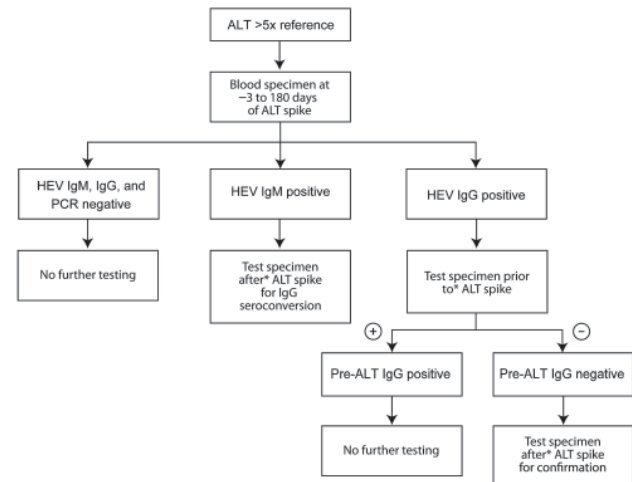 ALT >5x reference
Blood specimen at
−3 to 180 days
of ALT spike
HEV IgM, IgG, and
PCR negative
HEV IgM positive
HEV IgG positive
No further testing
Test specimen
after* ALT spike
for IgG
seroconversion
Test specimen prior
to* ALT spike
+
−
Pre-ALT IgG positive
Pre-ALT IgG negative
No further testing
Test specimen
after* ALT spike
for confirmation